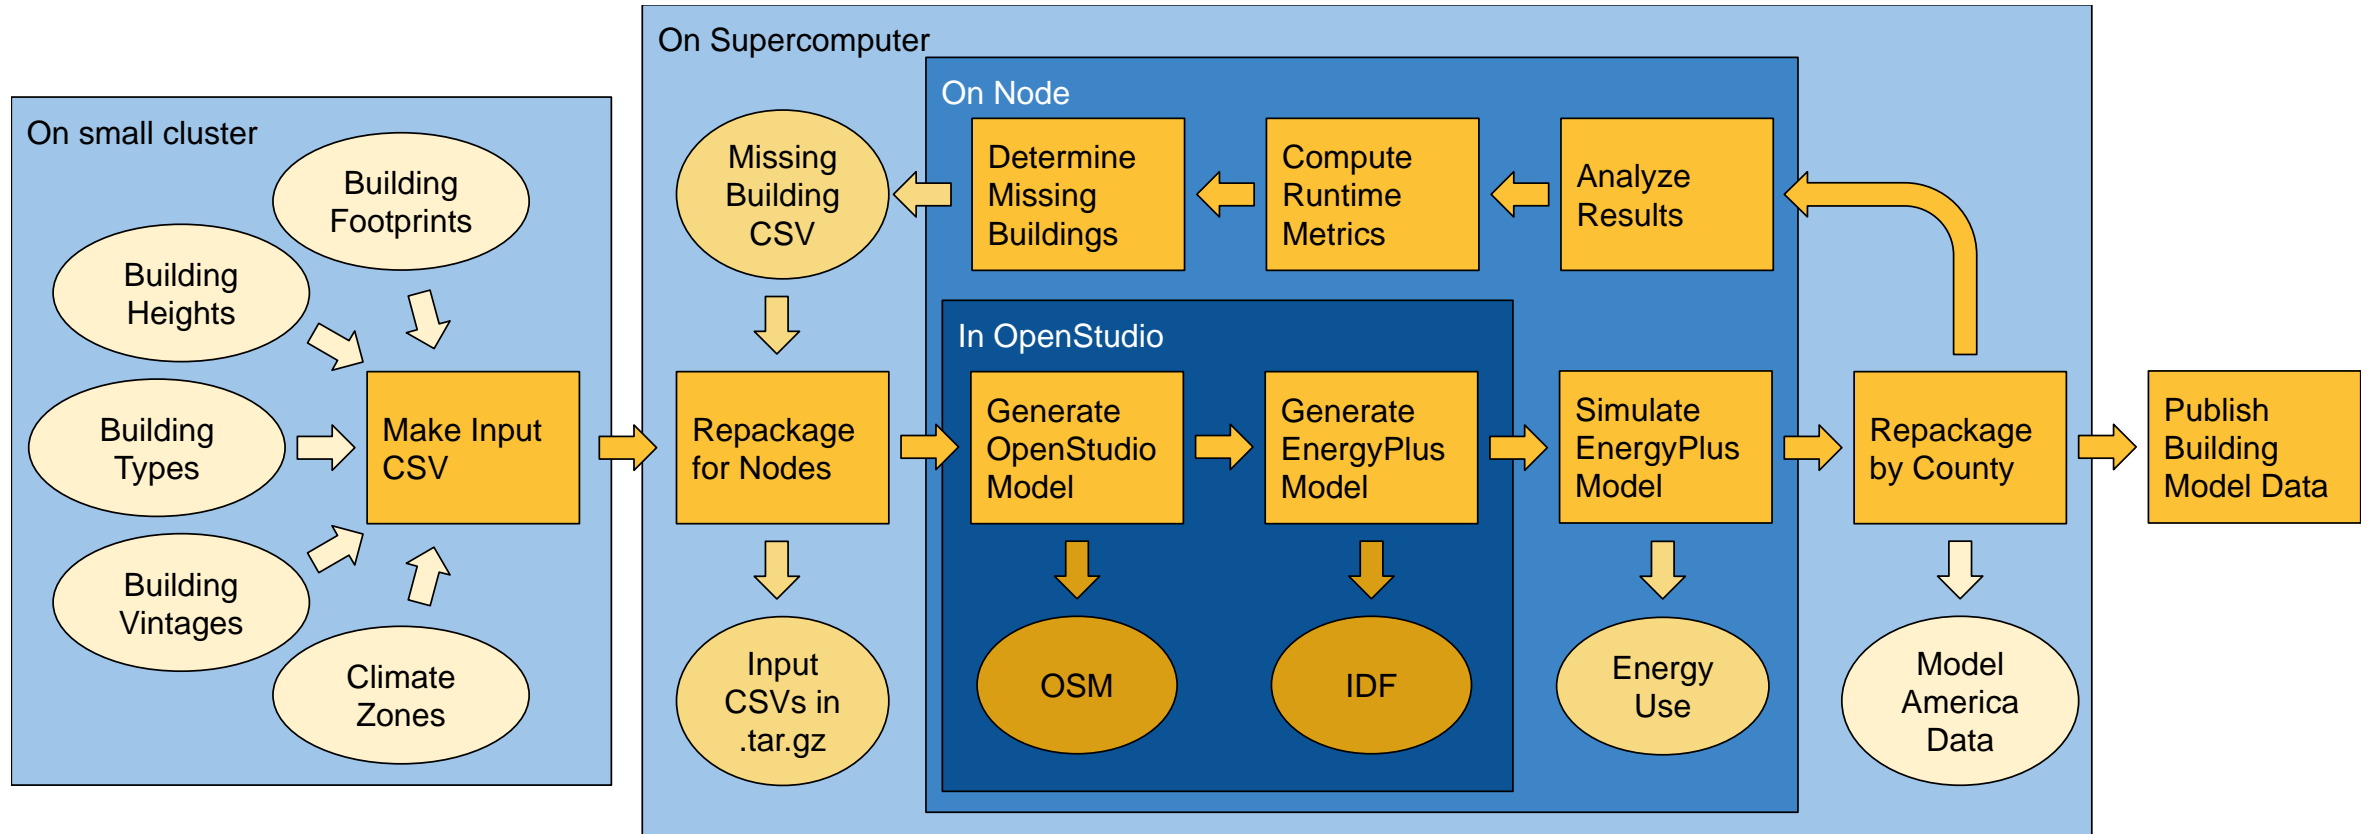 On small cluster
Building
Footprints
Building
Heights
Building
Types
Building
Vintages
Climate
Zones
Make Input
CSV
On Supercomputer
Missing
Building
CSV
Repackage
for Nodes
Input
CSVs in
.tar.gz
On Node
Determine
Missing
Buildings
Compute
Runtime
Metrics
Analyze
Results
In OpenStudio
Generate
OpenStudio
Model
Generate
EnergyPlus
Model
Simulate
EnergyPlus
Model
OSM
IDF
Energy
Use
Repackage
by County
Model
America
Data
Publish
Building
Model Data